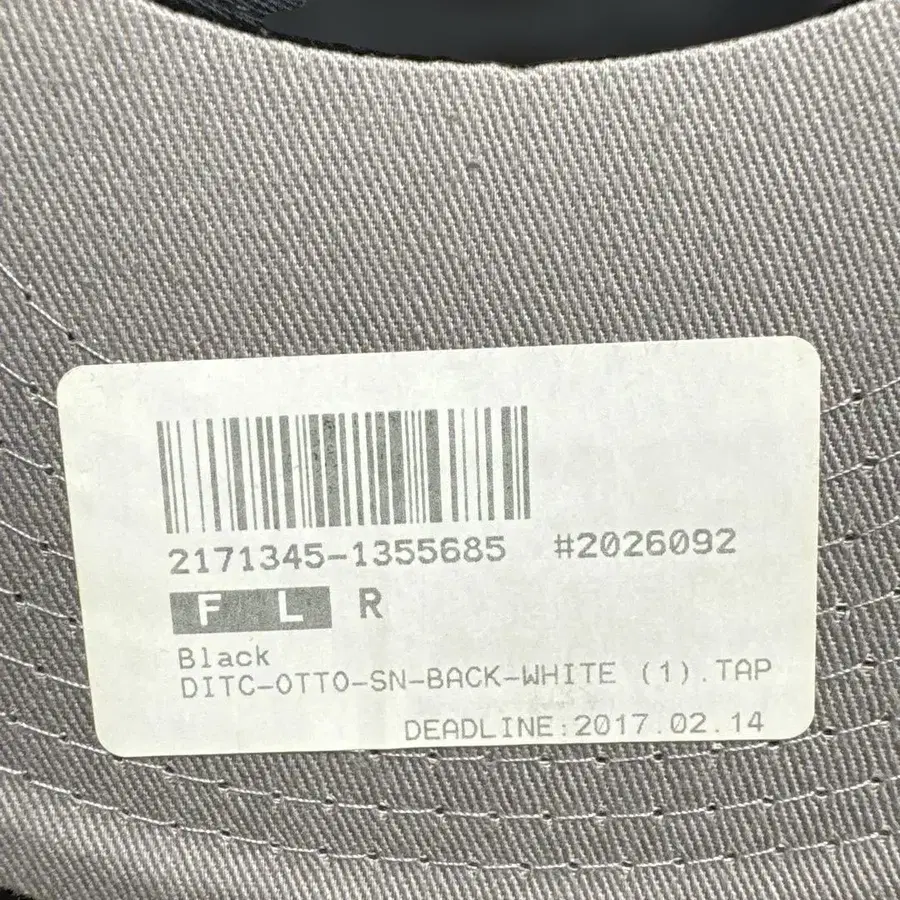 2171345-1355685 #2026092
F L R
Black
DITC-OTTO-SN-BACK-WHITE (1).TAP
DEADLINE:2017.02.14